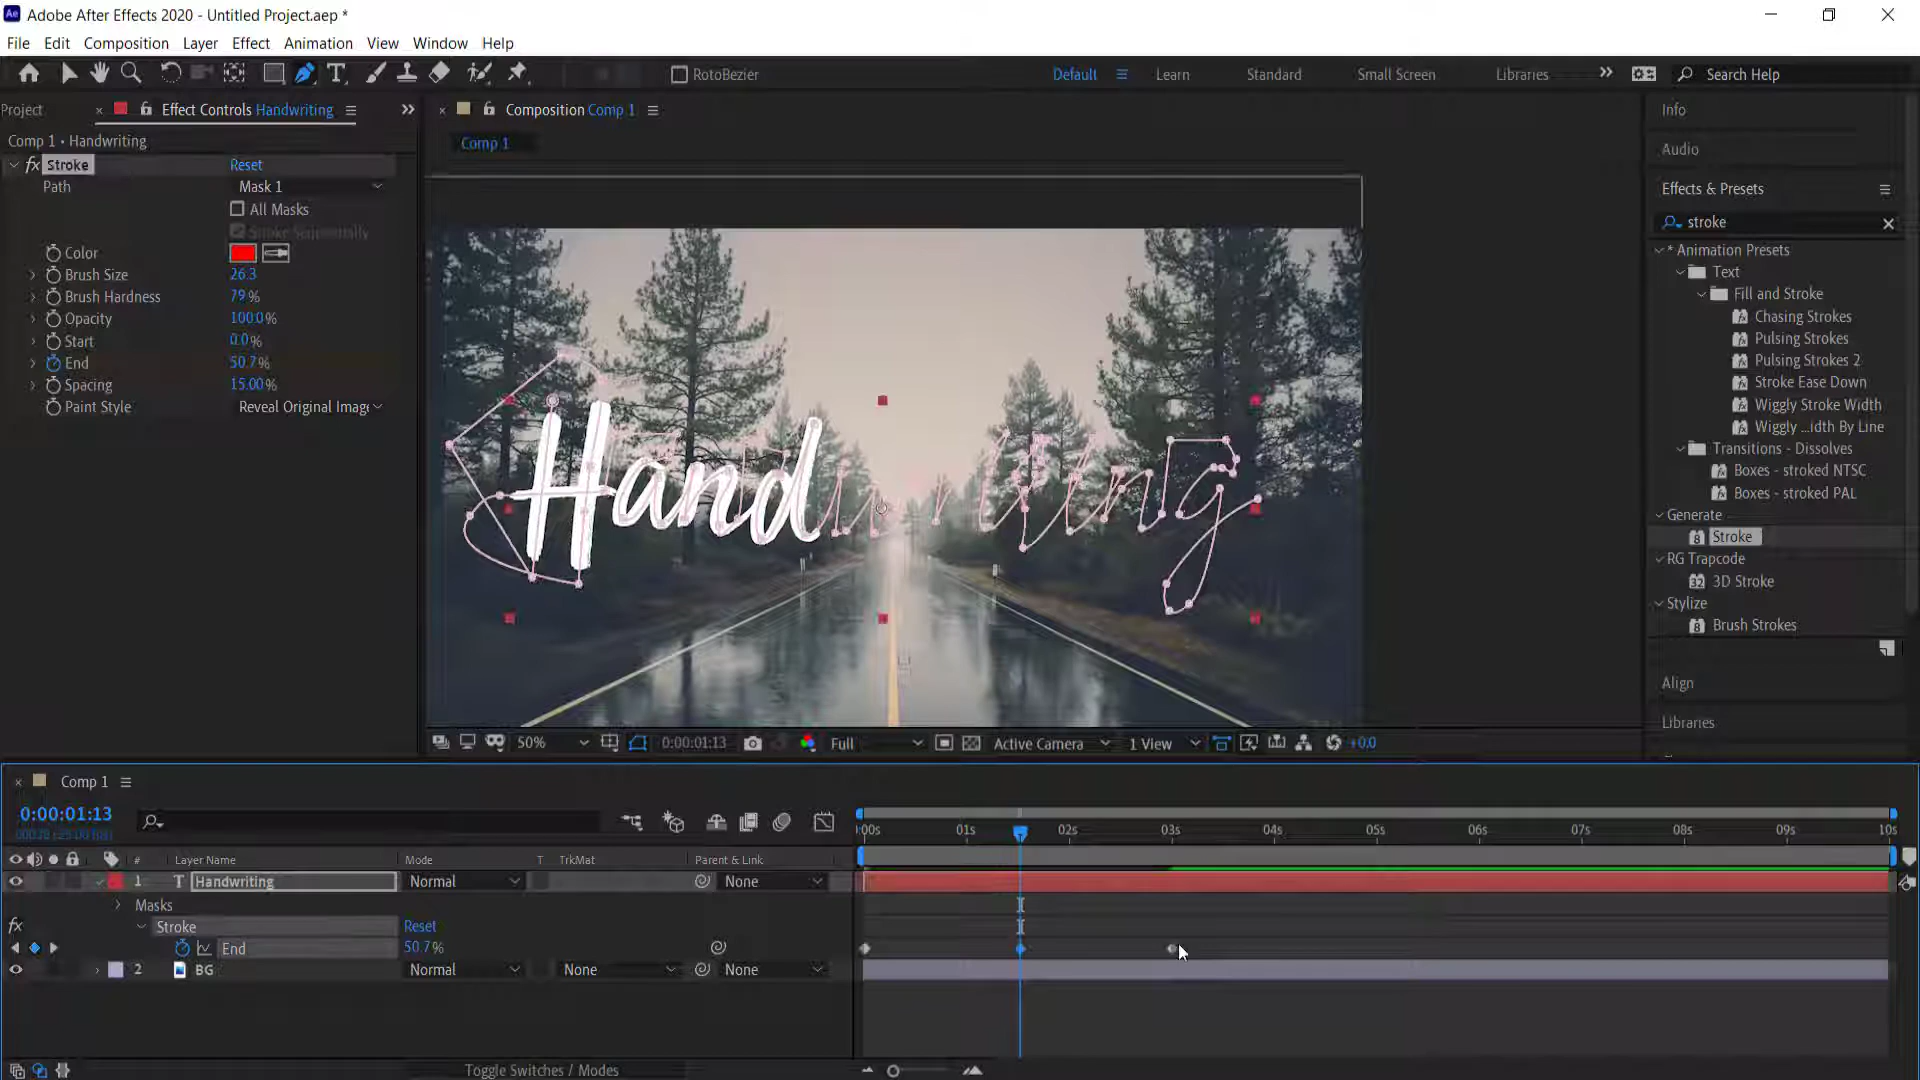 Adobe After Effects 2020 - Untitled Project.aep *
File Edit Composition Layer Effect Animation View Window Help
RotoBezier Default Learn Standard Small Screen Libraries Search Help
Project Effect Controls Handwriting
Composition Comp 1
Info
Comp 1 • Handwriting
Comp 1
Audio
fx Stroke Reset
Path Mask 1
All Masks
Stroke Sequentially
Color
Brush Size 26.3
Brush Hardness 79 %
Opacity 100.0 %
Start 0.0 %
End 50.7 %
Spacing 15.00 %
Paint Style Reveal Original Image
Hand
Effects & Presets
stroke
* Animation Presets
Text
Fill and Stroke
Chasing Strokes
Pulsing Strokes
Pulsing Strokes 2
Stroke Ease Down
Wiggly Stroke Width
Wiggly ...idth By Line
Transitions - Dissolves
Boxes - stroked NTSC
Boxes - stroked PAL
Generate
Stroke
RG Trapcode
3D Stroke
Stylize
Brush Strokes
Align
Libraries
50% 0:00:01:13 Full Active Camera 1 View +0.0
Comp 1
0:00:01:13
:00s 01s 02s 03s 04s 05s 06s 07s 08s 09s 10s
# Layer Name Mode T TrkMat Parent & Link
1 T Handwriting Normal None
Masks
fx Stroke Reset
End 50.7 %
2 BG Normal None None
Toggle Switches / Modes